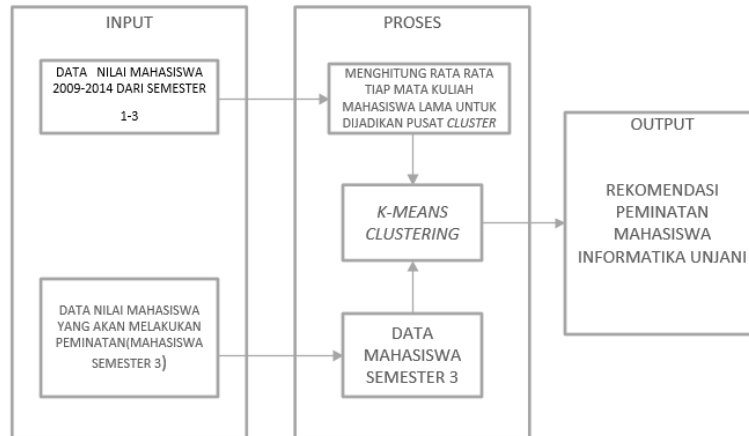 INPUT
DATA NILAI MAHASISWA
2009-2014 DARI SEMESTER
1-3
DATA NILAI MAHASISWA
YANG AKAN MELAKUKAN
PEMINATAN(MAHASISWA
SEMESTER 3)
PROSES
MENGHITUNG RATA RATA
TIAP MATA KULIAH
MAHASISWA LAMA UNTUK
DIJADIKAN PUSAT CLUSTER
K-MEANS
CLUSTERING
DATA
MAHASISWA
SEMESTER 3
OUTPUT
REKOMENDASI
PEMINATAN
MAHASISWA
INFORMATIKA UNJANI